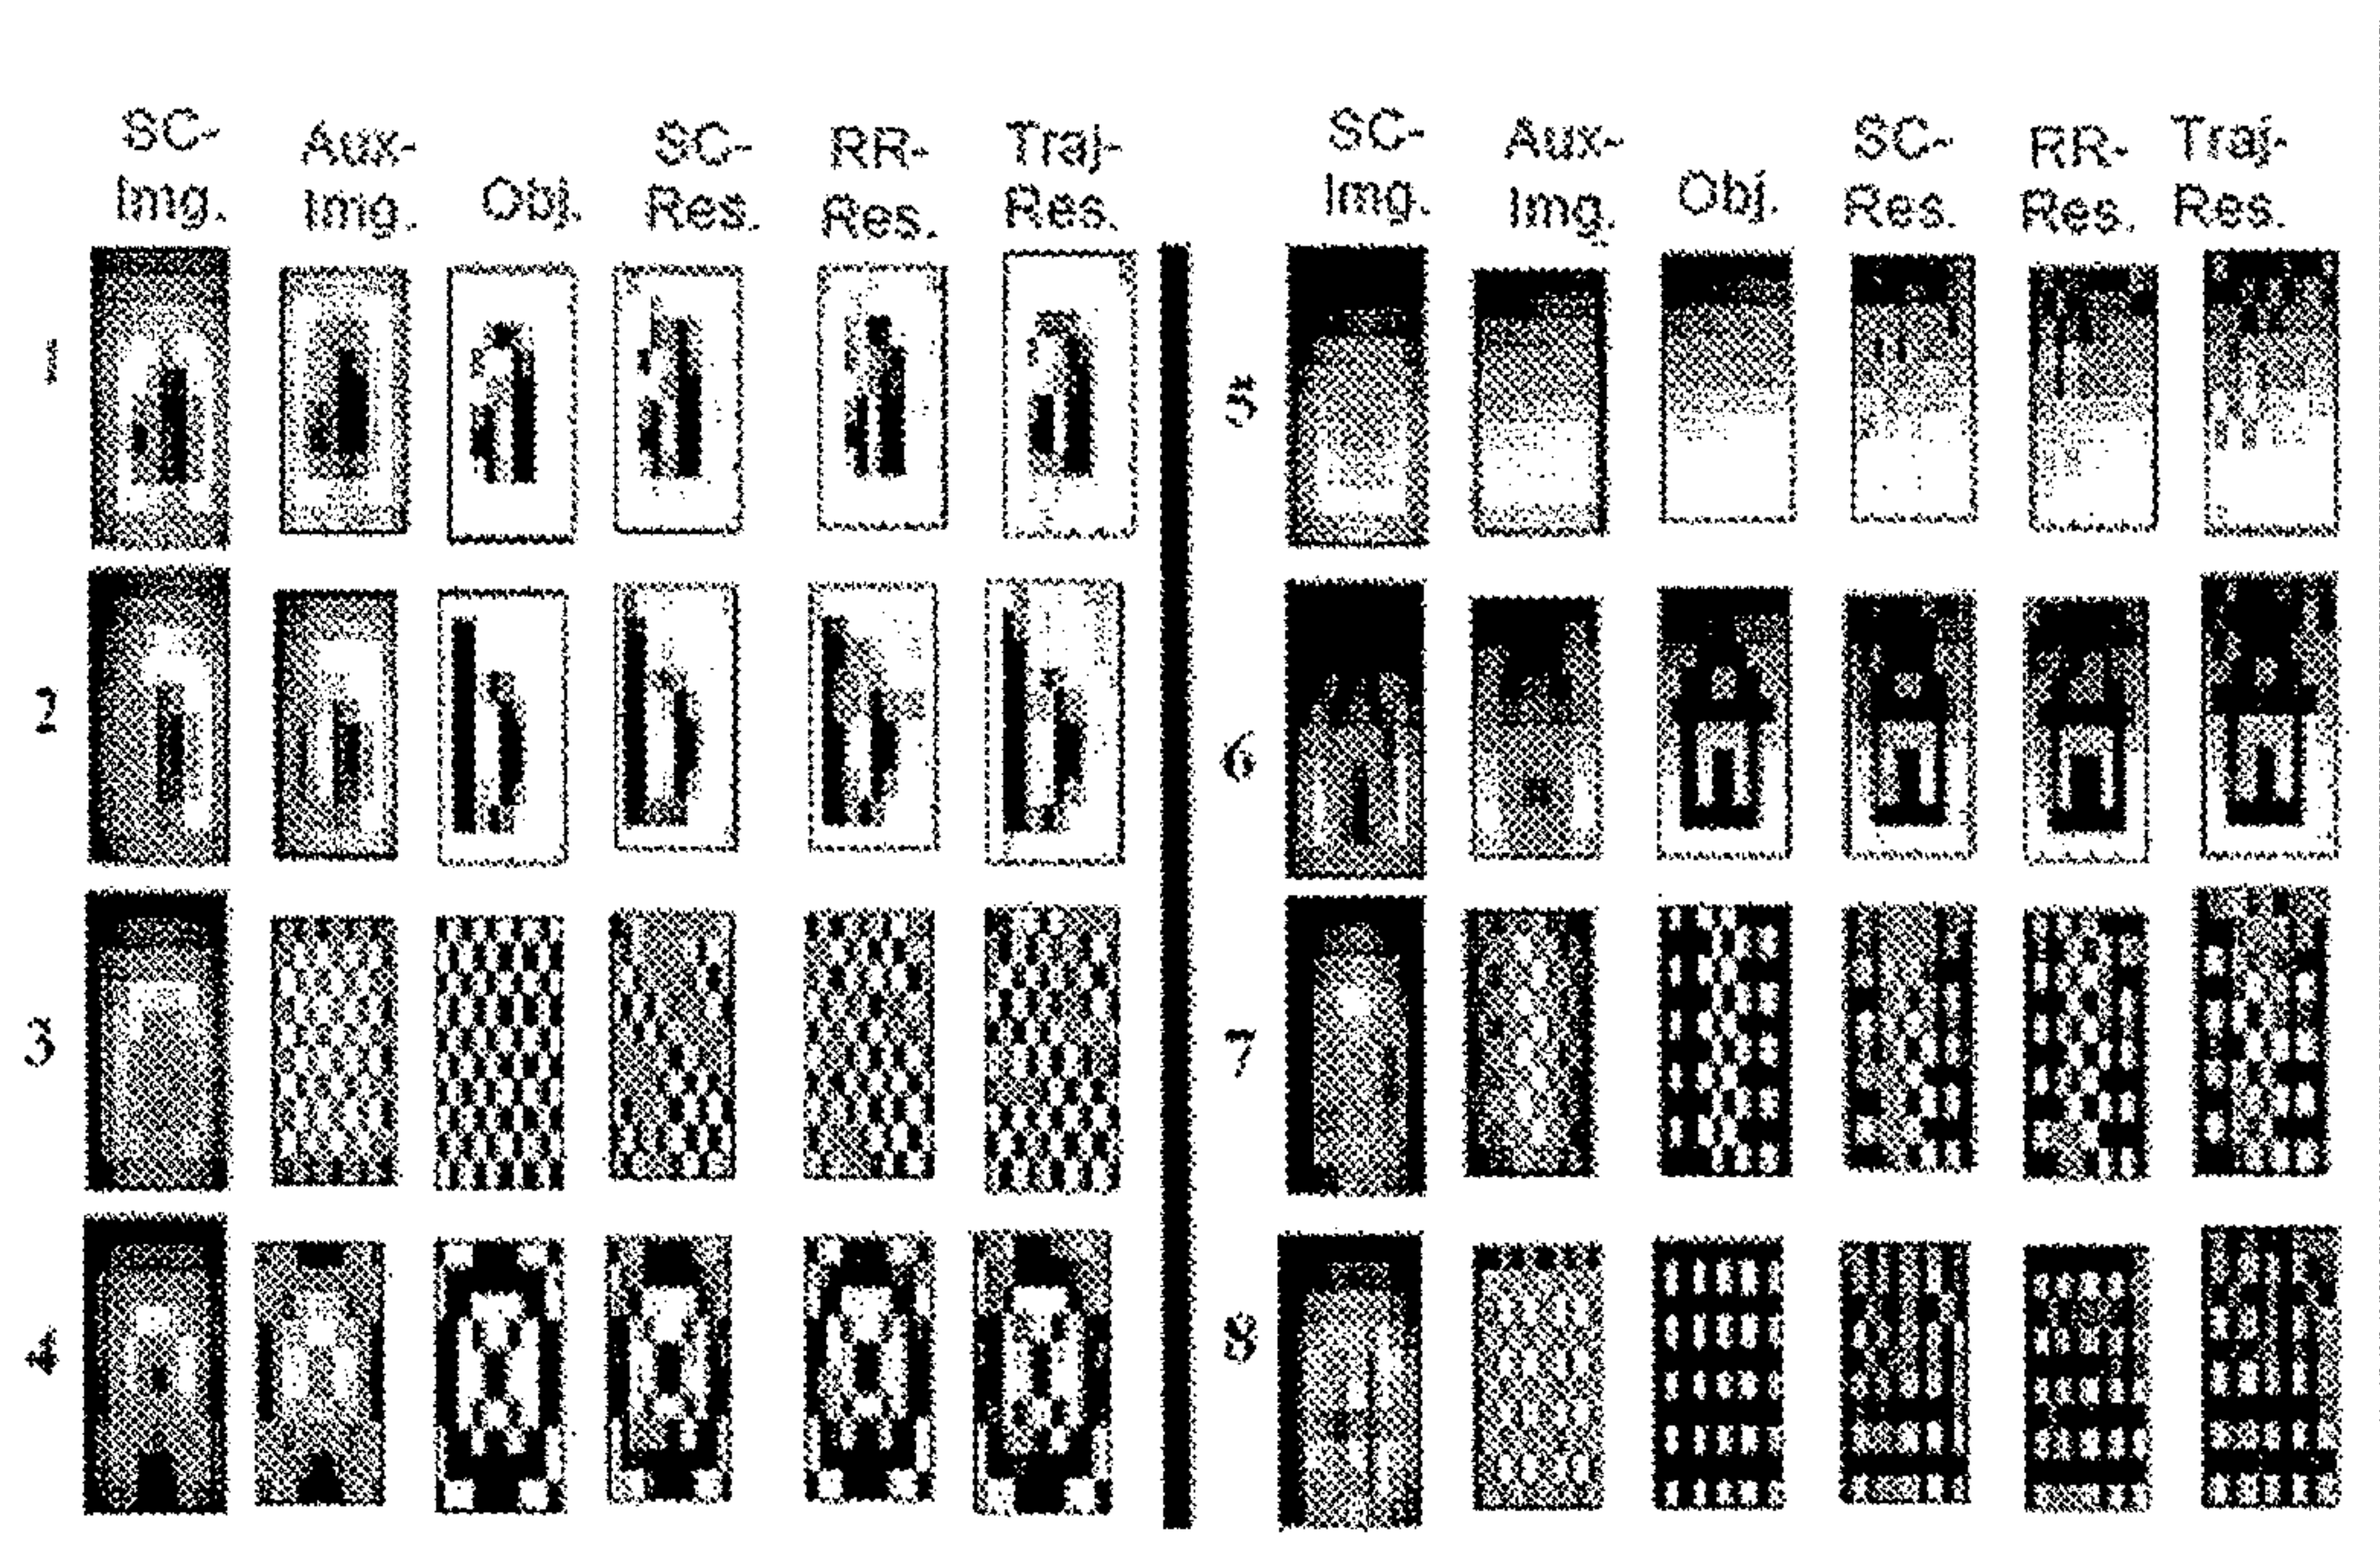 SC- Aux- SC- RR- Traj- SC- Aux- SC- RR- Traj-
Img. Img. Obj. Res. Res. Res. Img. Img. Obj. Res. Res. Res.
1 5
2 6
3 7
4 8